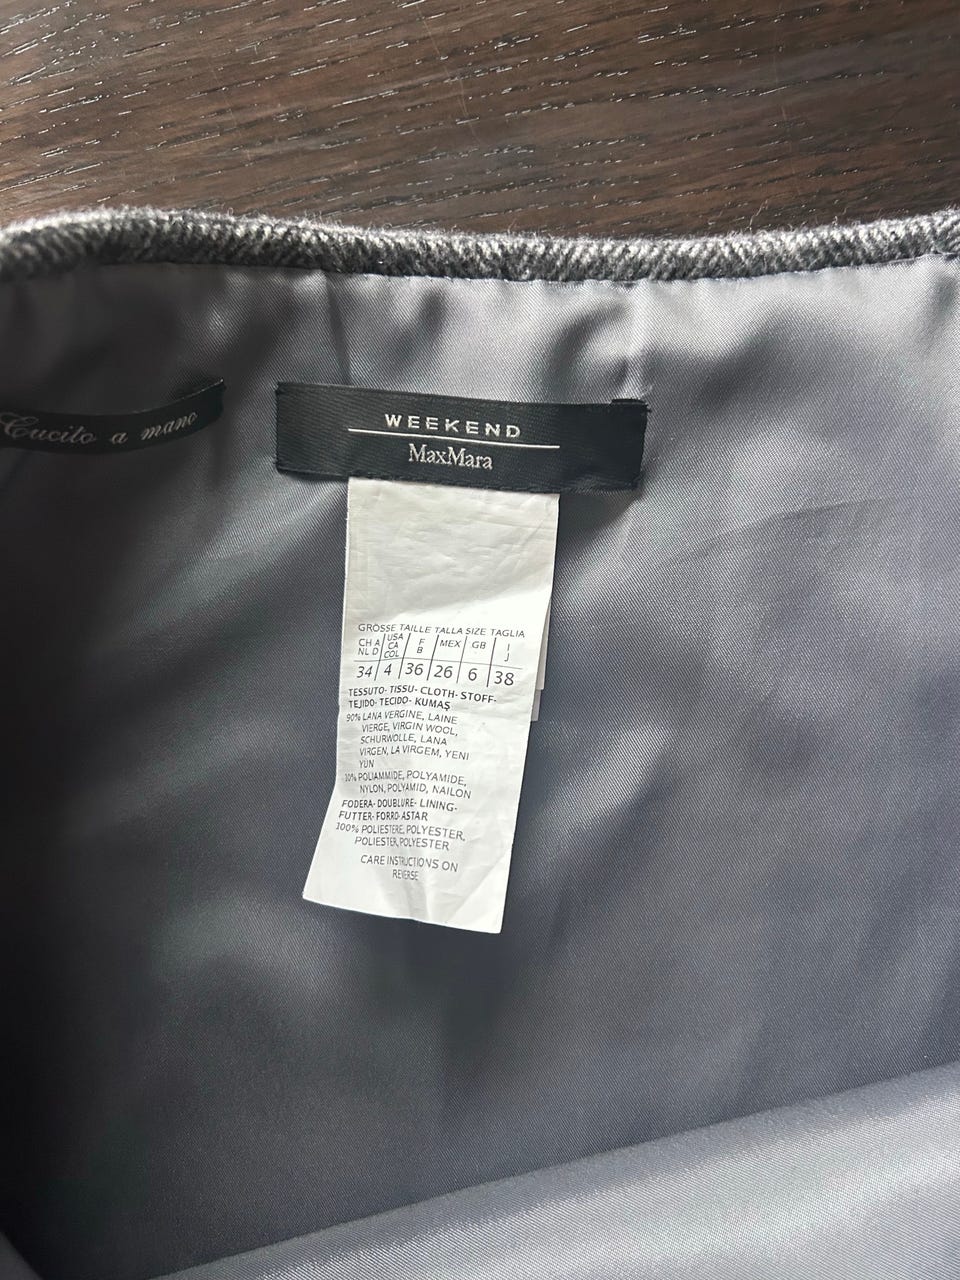 Cucito a mano
WEEKEND
MaxMara
GRÖSSE TAILLE TALLA SIZE TAGLIA
CH A NL D USA CA COL F B MEX GB I J
34 4 36 26 6 38
TESSUTO- TISSU- CLOTH- STOFF-
TEJIDO- TECIDO- KUMAŞ
90% LANA VERGINE, LAINE
VIERGE, VIRGIN WOOL,
SCHURWOLLE, LANA
VIRGEN, LA VIRGEM, YENI
YÜN
10% POLIAMMIDE, POLYAMIDE,
NYLON, POLYAMID, NAILON
FODERA- DOUBLURE- LINING-
FUTTER- FORRO- ASTAR
100% POLIESTERE, POLYESTER,
POLIESTER, POLYESTER
CARE INSTRUCTIONS ON
REVERSE